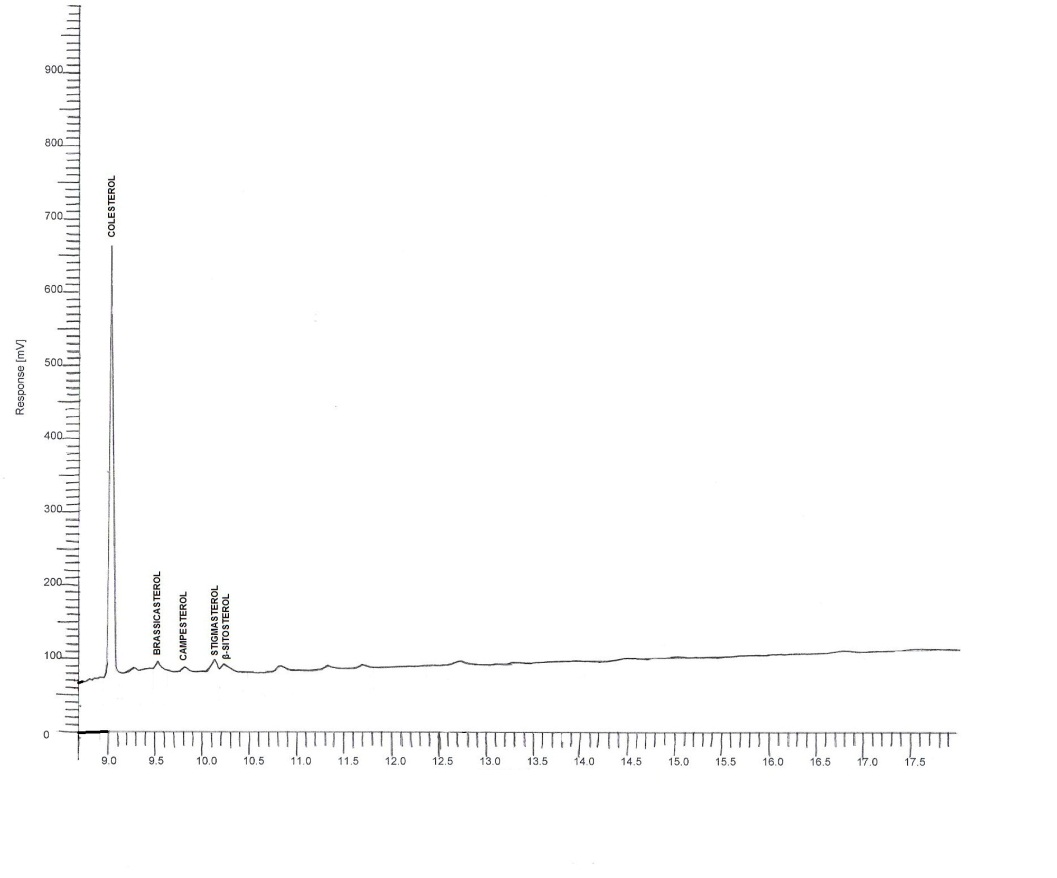 900
800
COLESTEROL
700
600
Response [mV]
500
400
300
200
BRASSICASTEROL
CAMPESTEROL
STIGMASTEROL
β-SITOSTEROL
100
0
9.0 9.5 10.0 10.5 11.0 11.5 12.0 12.5 13.0 13.5 14.0 14.5 15.0 15.5 16.0 16.5 17.0 17.5